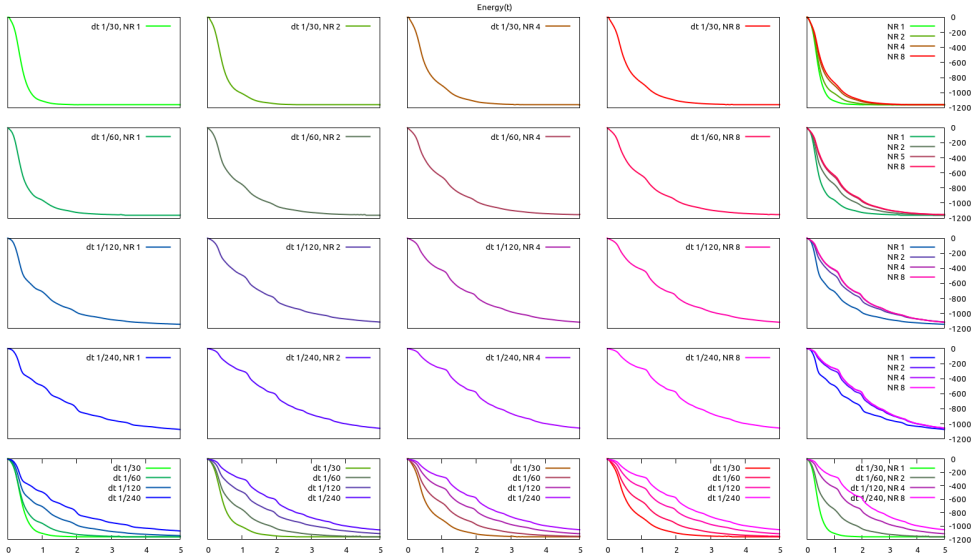 Energy(t)
dt 1/30, NR 1
dt 1/30, NR 2
dt 1/30, NR 4
dt 1/30, NR 8
NR 1
NR 2
NR 4
NR 8
0
-200
-400
-600
-800
-1000
-1200
dt 1/60, NR 1
dt 1/60, NR 2
dt 1/60, NR 4
dt 1/60, NR 8
NR 1
NR 2
NR 5
NR 8
0
-200
-400
-600
-800
-1000
-1200
dt 1/120, NR 1
dt 1/120, NR 2
dt 1/120, NR 4
dt 1/120, NR 8
NR 1
NR 2
NR 4
NR 8
0
-200
-400
-600
-800
-1000
-1200
dt 1/240, NR 1
dt 1/240, NR 2
dt 1/240, NR 4
dt 1/240, NR 8
NR 1
NR 2
NR 4
NR 8
0
-200
-400
-600
-800
-1000
-1200
dt 1/30
dt 1/60
dt 1/120
dt 1/240
dt 1/30
dt 1/60
dt 1/120
dt 1/240
dt 1/30
dt 1/60
dt 1/120
dt 1/240
dt 1/30
dt 1/60
dt 1/120
dt 1/240
dt 1/30, NR 1
dt 1/60, NR 2
dt 1/120, NR 4
dt 1/240, NR 8
0
-200
-400
-600
-800
-1000
-1200
0 1 2 3 4 5
0 1 2 3 4 5
0 1 2 3 4 5
0 1 2 3 4 5
0 1 2 3 4 5